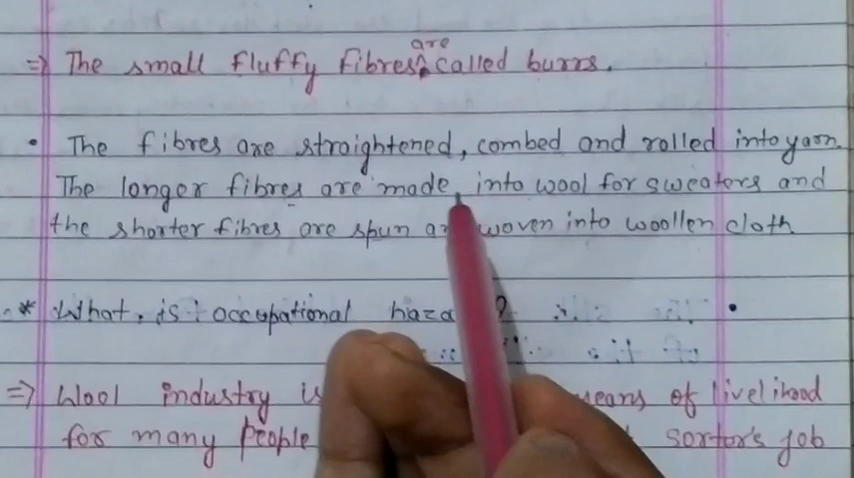 ⇒ The small fluffy fibres are called burrs.
• The fibres are straightened, combed and rolled into yarn.
The longer fibres are made into wool for sweaters and
the shorter fibres are spun woven into woollen cloth
* What is occupational ?
⇒ Wool industry is means of livelihood
for many people sorter's job